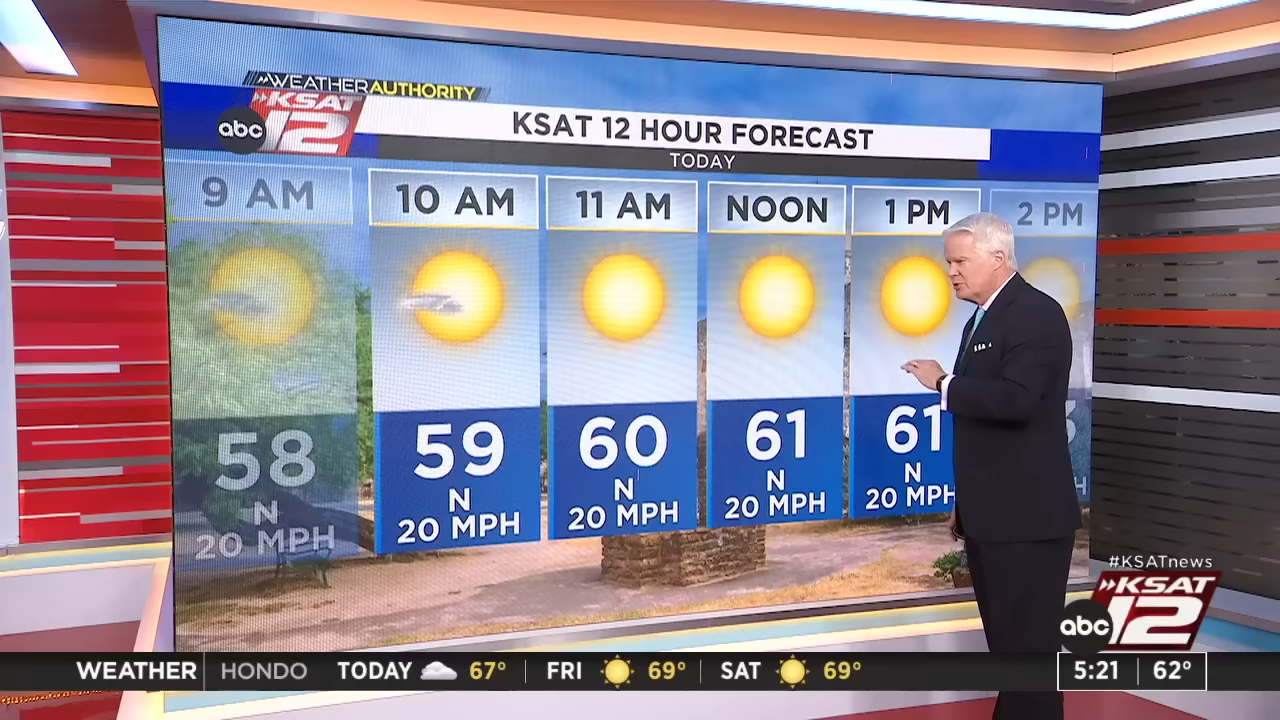 WEATHER AUTHORITY
KSAT
abc 12
KSAT 12 HOUR FORECAST
TODAY
9 AM 10 AM 11 AM NOON 1 PM 2 PM
58 59 60 61 61
N N N N N
20 MPH 20 MPH 20 MPH 20 MPH 20 MPH
#KSATnews
KSAT
abc 12
WEATHER HONDO TODAY 67° FRI 69° SAT 69° 5:21 62°